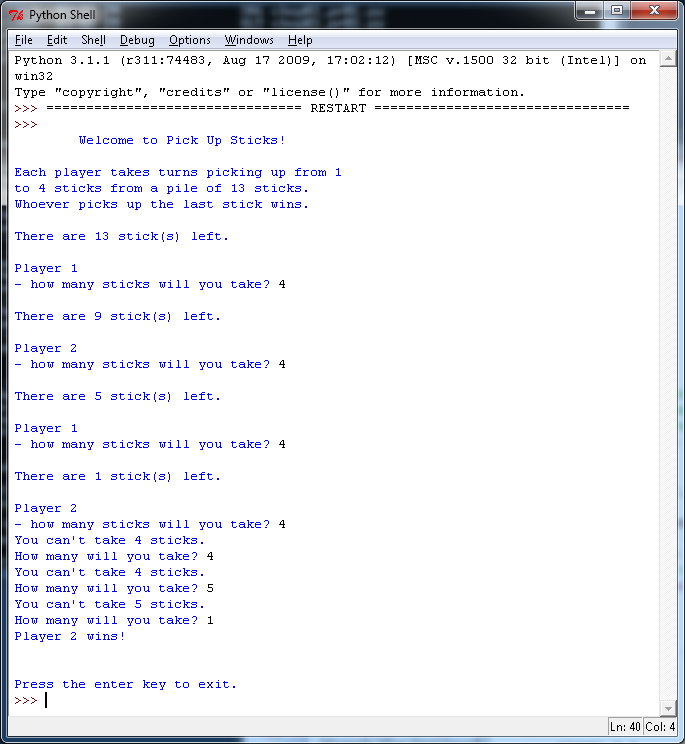 Python Shell
File Edit Shell Debug Options Windows Help
Python 3.1.1 (r311:74483, Aug 17 2009, 17:02:12) [MSC v.1500 32 bit (Intel)] on
win32
Type "copyright", "credits" or "license()" for more information.
>>> ================================ RESTART ================================
>>>
Welcome to Pick Up Sticks!
Each player takes turns picking up from 1
to 4 sticks from a pile of 13 sticks.
Whoever picks up the last stick wins.
There are 13 stick(s) left.
Player 1
- how many sticks will you take? 4
There are 9 stick(s) left.
Player 2
- how many sticks will you take? 4
There are 5 stick(s) left.
Player 1
- how many sticks will you take? 4
There are 1 stick(s) left.
Player 2
- how many sticks will you take? 4
You can't take 4 sticks.
How many will you take? 4
You can't take 4 sticks.
How many will you take? 5
You can't take 5 sticks.
How many will you take? 1
Player 2 wins!
Press the enter key to exit.
>>>
Ln: 40 Col: 4